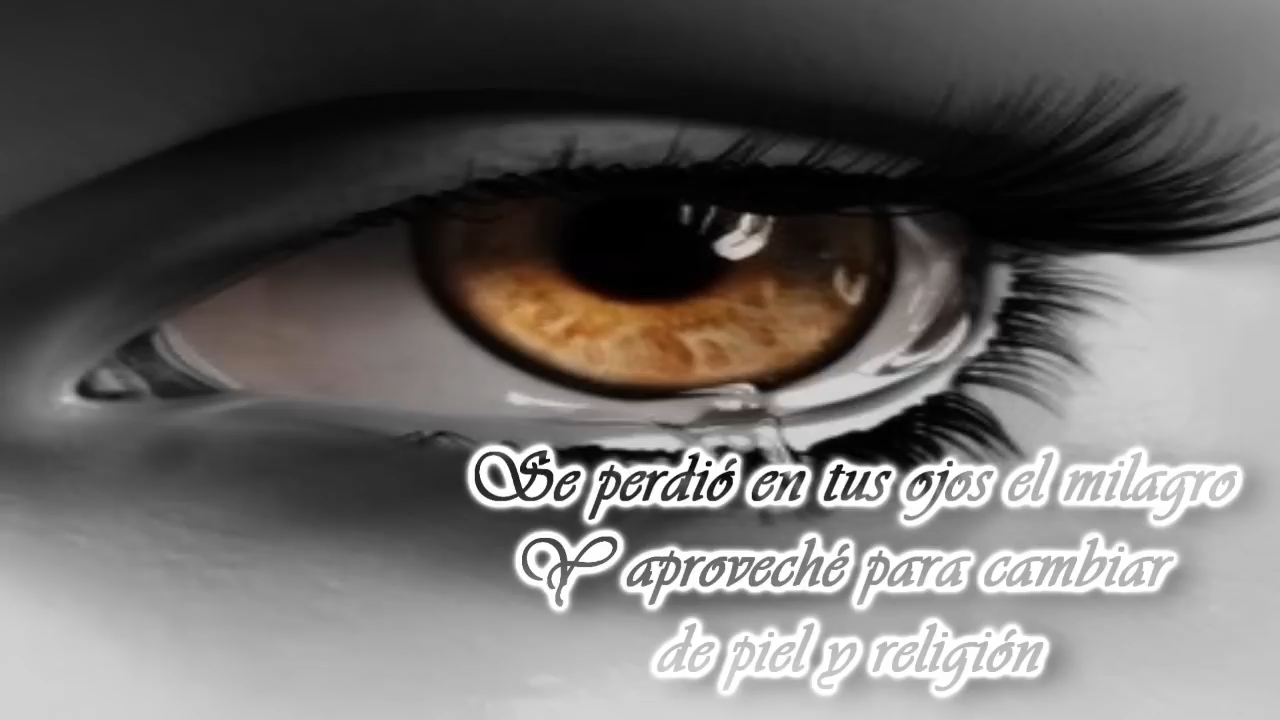 Se perdió en tus ojos el milagro
Y aproveché para cambiar
de piel y religión